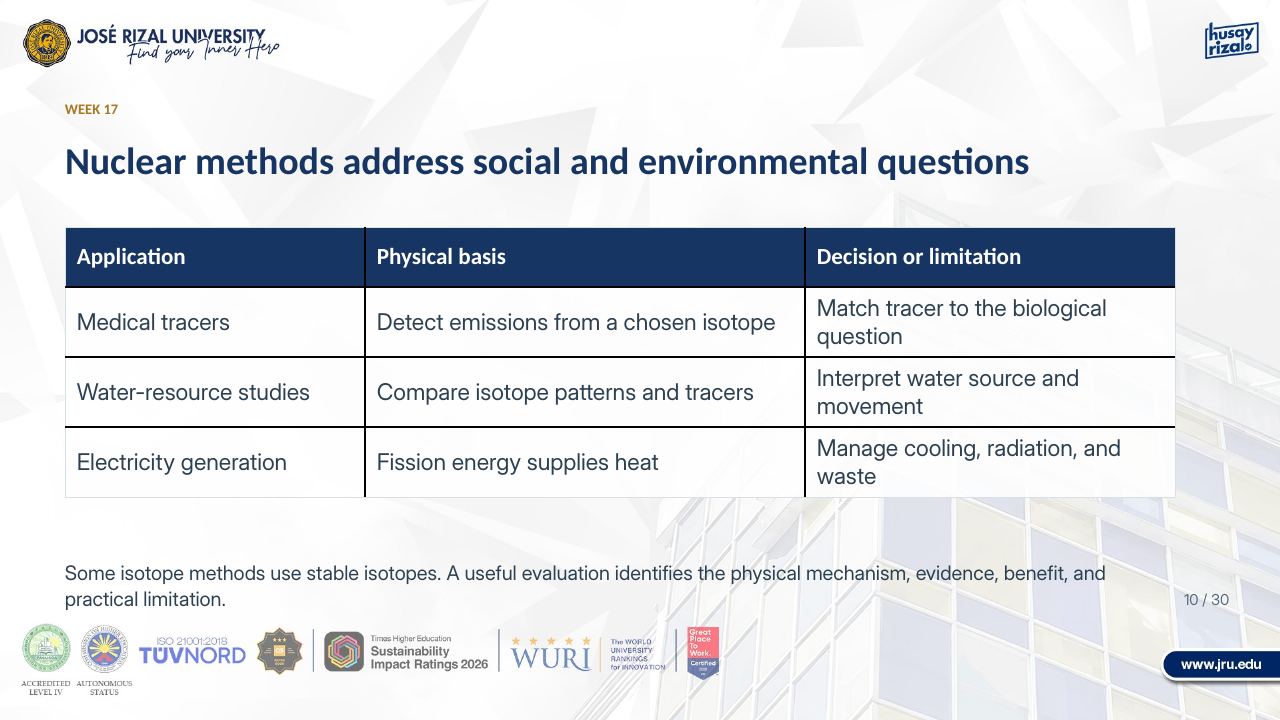 JOSÉ RIZAL UNIVERSITY
Find your Inner Hero
husay
rizal
WEEK 17
Nuclear methods address social and environmental questions
Application
Physical basis
Decision or limitation
Medical tracers
Detect emissions from a chosen isotope
Match tracer to the biological
question
Water-resource studies
Compare isotope patterns and tracers
Interpret water source and
movement
Electricity generation
Fission energy supplies heat
Manage cooling, radiation, and
waste
Some isotope methods use stable isotopes. A useful evaluation identifies the physical mechanism, evidence, benefit, and
practical limitation.
10 / 30
ACCREDITED
LEVEL IV
AUTONOMOUS
STATUS
ISO 21001:2018
TÜVNORD
Times Higher Education
Sustainability
Impact Ratings 2026
WURI
The WORLD
UNIVERSITY
RANKINGS
for INNOVATION
Great
Place
To
Work.
Certified
www.jru.edu